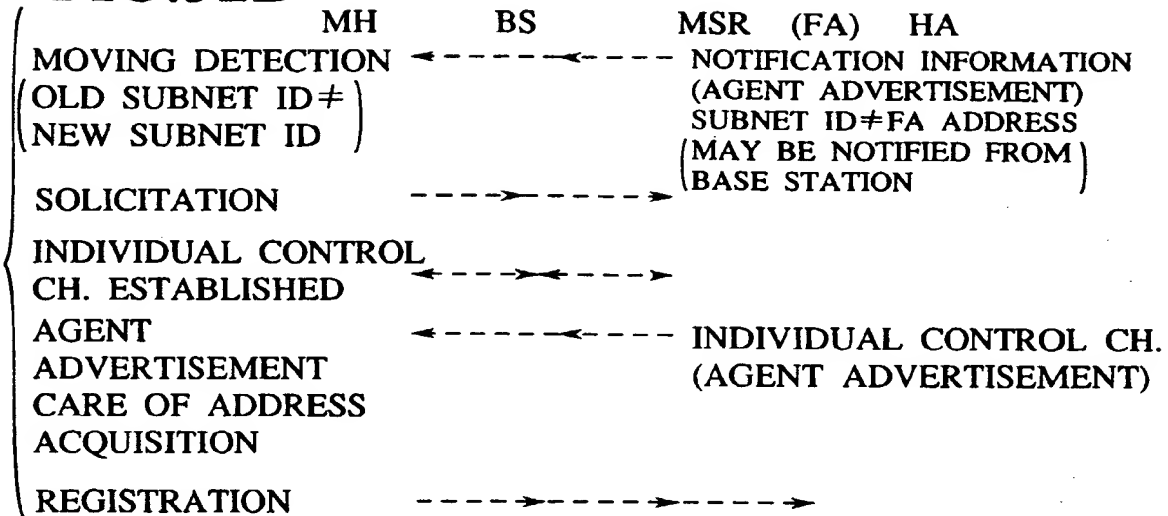 MH BS MSR (FA) HA
MOVING DETECTION
(OLD SUBNET ID≠
NEW SUBNET ID)
NOTIFICATION INFORMATION
(AGENT ADVERTISEMENT)
SUBNET ID≠FA ADDRESS
(MAY BE NOTIFIED FROM
BASE STATION)
SOLICITATION
INDIVIDUAL CONTROL
CH. ESTABLISHED
AGENT
ADVERTISEMENT
CARE OF ADDRESS
ACQUISITION
INDIVIDUAL CONTROL CH.
(AGENT ADVERTISEMENT)
REGISTRATION